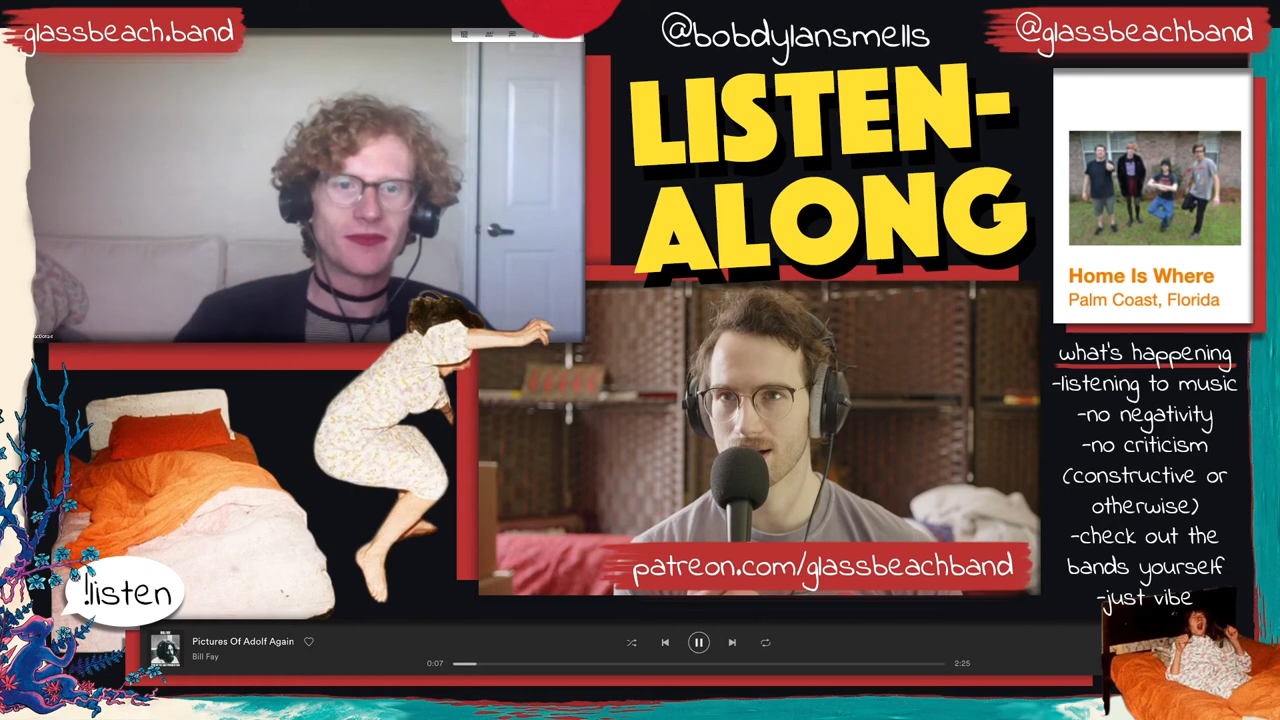 glassbeach.band
@bobdylansmells
@glassbeachband
LISTEN-
ALONG
Home Is Where
Palm Coast, Florida
what's happening
-listening to music
-no negativity
-no criticism
(constructive or
otherwise)
-check out the
bands yourself
-just vibe
patreon.com/glassbeachband
!listen
Pictures Of Adolf Again
Bill Fay
0:07
2:25